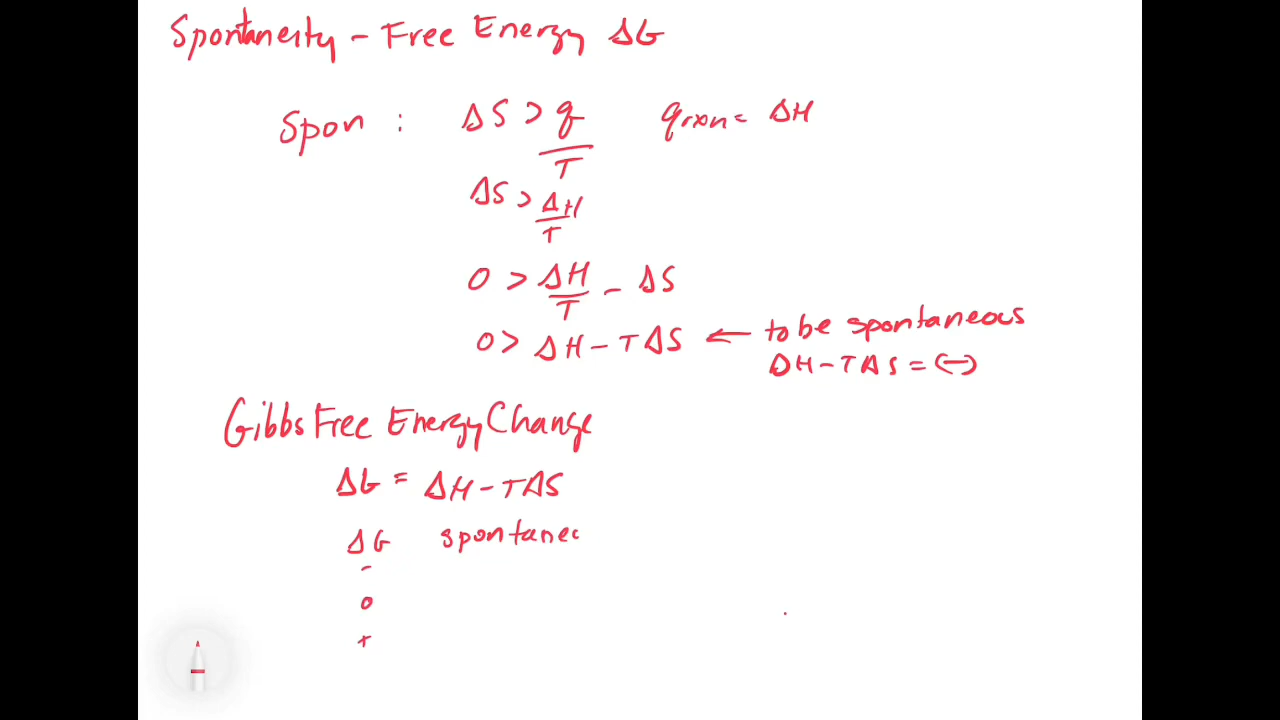 Spontaneity - Free Energy ΔG
Spon : ΔS > q/T qrxn = ΔH
ΔS > ΔH/T
0 > ΔH/T - ΔS
0 > ΔH - TΔS ← to be spontaneous
ΔH - TΔS = (-)
Gibbs Free Energy Change
ΔG = ΔH - TΔS
ΔG spontanec
-
0
+